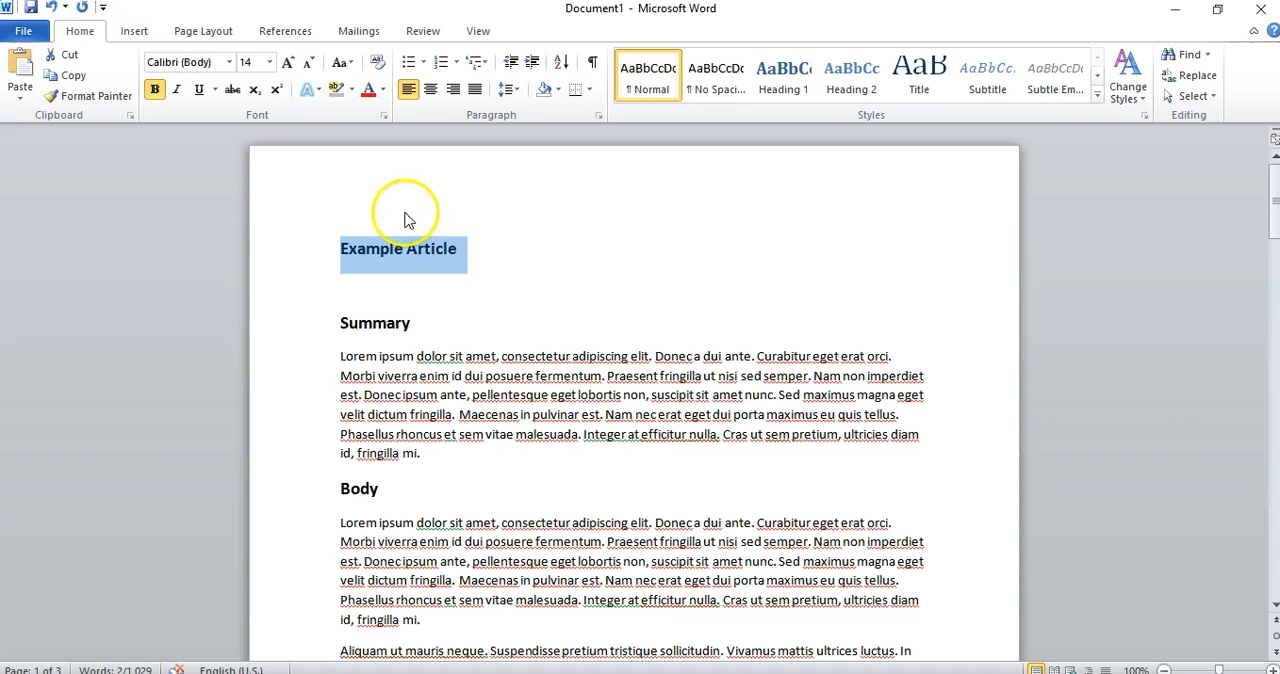 Document1 - Microsoft Word
File Home Insert Page Layout References Mailings Review View
Paste
Cut
Copy
Format Painter
Clipboard
Calibri (Body) 14
Font
Paragraph
AaBbCcDc AaBbCcDc AaBbC AaBbCc AaB AaBbCc. AaBbCcDc
¶ Normal ¶ No Spaci... Heading 1 Heading 2 Title Subtitle Subtle Em...
Change
Styles
Styles
Find
Replace
Select
Editing
Example Article
Summary
Lorem ipsum dolor sit amet, consectetur adipiscing elit. Donec a dui ante. Curabitur eget erat orci.
Morbi viverra enim id dui posuere fermentum. Praesent fringilla ut nisi sed semper. Nam non imperdiet
est. Donec ipsum ante, pellentesque eget lobortis non, suscipit sit amet nunc. Sed maximus magna eget
velit dictum fringilla. Maecenas in pulvinar est. Nam nec erat eget dui porta maximus eu quis tellus.
Phasellus rhoncus et sem vitae malesuada. Integer at efficitur nulla. Cras ut sem pretium, ultricies diam
id, fringilla mi.
Body
Lorem ipsum dolor sit amet, consectetur adipiscing elit. Donec a dui ante. Curabitur eget erat orci.
Morbi viverra enim id dui posuere fermentum. Praesent fringilla ut nisi sed semper. Nam non imperdiet
est. Donec ipsum ante, pellentesque eget lobortis non, suscipit sit amet nunc. Sed maximus magna eget
velit dictum fringilla. Maecenas in pulvinar est. Nam nec erat eget dui porta maximus eu quis tellus.
Phasellus rhoncus et sem vitae malesuada. Integer at efficitur nulla. Cras ut sem pretium, ultricies diam
id, fringilla mi.
Aliquam ut mauris neque. Suspendisse pretium tristique sollicitudin. Vivamus mattis ultrices luctus. In
Page: 1 of 3 Words: 2/1,029 English (U.S.) 100%